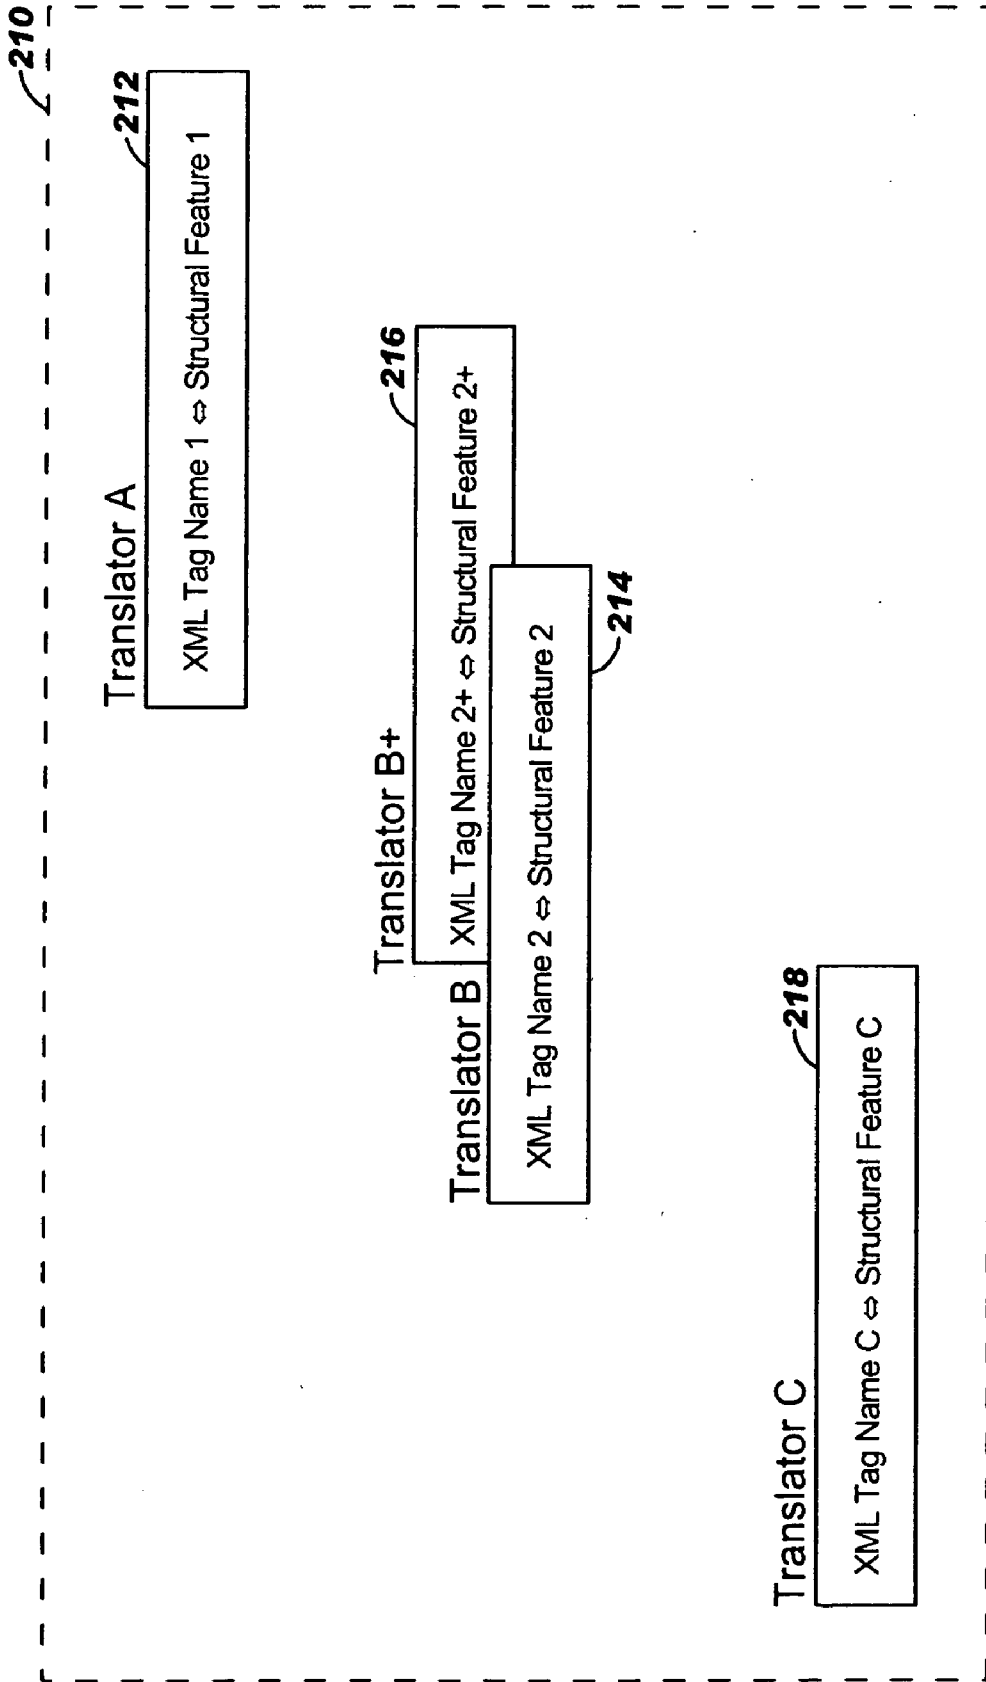 210
Translator A
212
XML Tag Name 1 ⇔ Structural Feature 1
Translator B+
216
XML Tag Name 2+ ⇔ Structural Feature 2+
Translator B
XML Tag Name 2 ⇔ Structural Feature 2
214
Translator C
218
XML Tag Name C ⇔ Structural Feature C